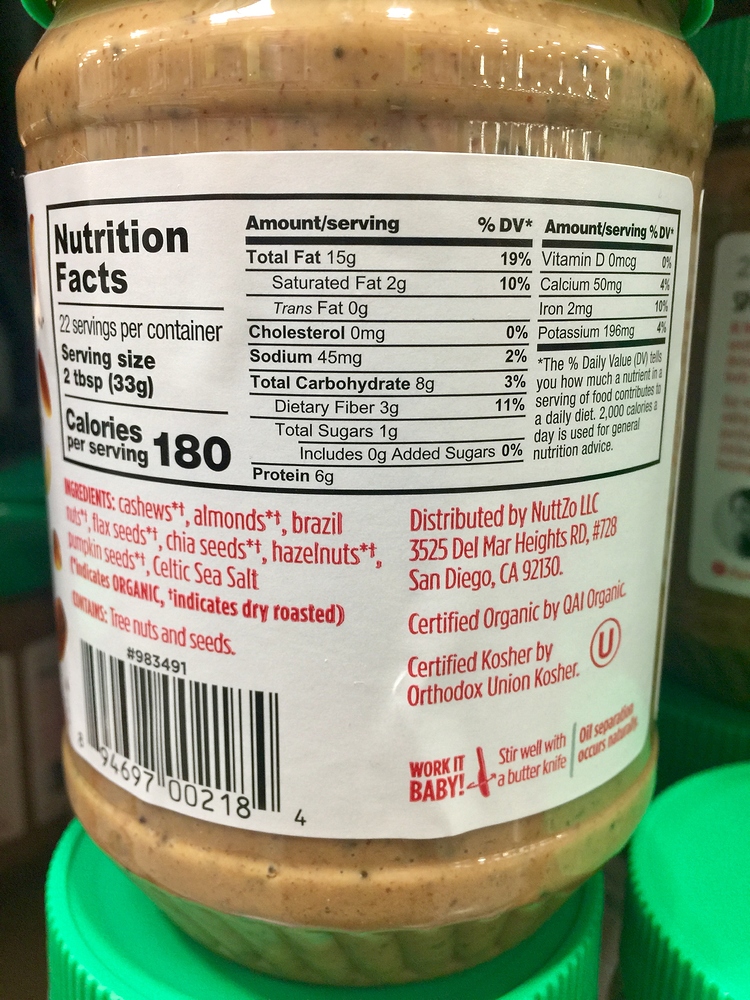 Nutrition
Facts
22 servings per container
Serving size
2 tbsp (33g)
Calories
per serving 180
Amount/serving % DV*
Total Fat 15g 19%
Saturated Fat 2g 10%
Trans Fat 0g
Cholesterol 0mg 0%
Sodium 45mg 2%
Total Carbohydrate 8g 3%
Dietary Fiber 3g 11%
Total Sugars 1g
Includes 0g Added Sugars 0%
Protein 6g
Amount/serving % DV*
Vitamin D 0mcg 0%
Calcium 50mg 4%
Iron 2mg 10%
Potassium 196mg 4%
*The % Daily Value (DV) tells
you how much a nutrient in a
serving of food contributes to
a daily diet. 2,000 calories a
day is used for general
nutrition advice.
INGREDIENTS: cashews*†, almonds*†, brazil
nuts*†, flax seeds*†, chia seeds*†, hazelnuts*†,
pumpkin seeds*†, Celtic Sea Salt
(*indicates ORGANIC, †indicates dry roasted)
CONTAINS: Tree nuts and seeds.
#983491
8 94697 00218 4
Distributed by NuttZo LLC
3525 Del Mar Heights RD, #728
San Diego, CA 92130.
Certified Organic by QAI Organic.
Certified Kosher by
Orthodox Union Kosher.
U
WORK IT
BABY!
Stir well with
a butter knife
Oil separation
occurs naturally.